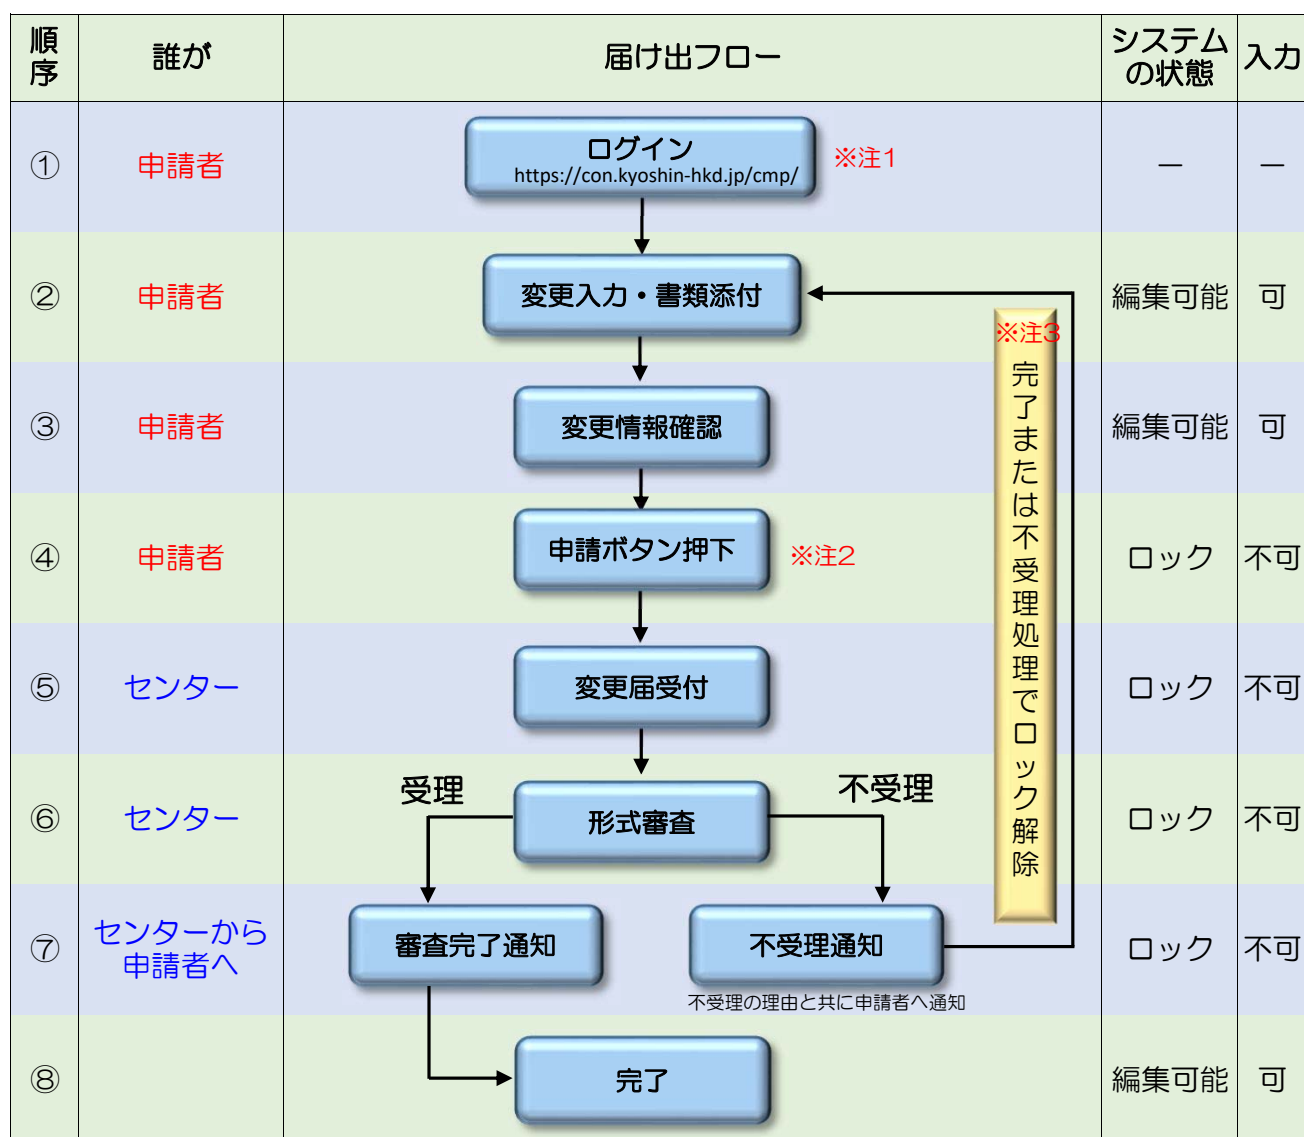 順
序
誰が
届け出フロー
システム
の状態
入力
①
申請者
ログイン
https://con.kyoshin-hkd.jp/cmp/
※注1
－
－
②
申請者
変更入力・書類添付
編集可能
可
※注3
完了または不受理処理でロック解除
③
申請者
変更情報確認
編集可能
可
④
申請者
申請ボタン押下
※注2
ロック
不可
⑤
センター
変更届受付
ロック
不可
⑥
センター
受理
形式審査
不受理
ロック
不可
⑦
センターから
申請者へ
審査完了通知
不受理通知
不受理の理由と共に申請者へ通知
ロック
不可
⑧
完了
編集可能
可